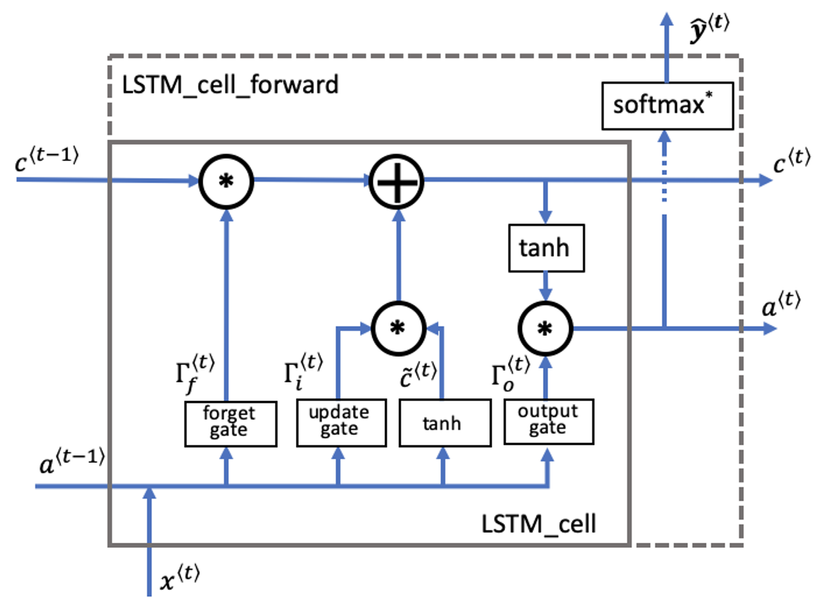 ŷ⟨t⟩
LSTM_cell_forward
softmax*
c⟨t−1⟩
c⟨t⟩
*
+
tanh
a⟨t⟩
*
*
Γf⟨t⟩
Γi⟨t⟩
c̃⟨t⟩
Γo⟨t⟩
forget
gate
update
gate
tanh
output
gate
a⟨t−1⟩
LSTM_cell
x⟨t⟩